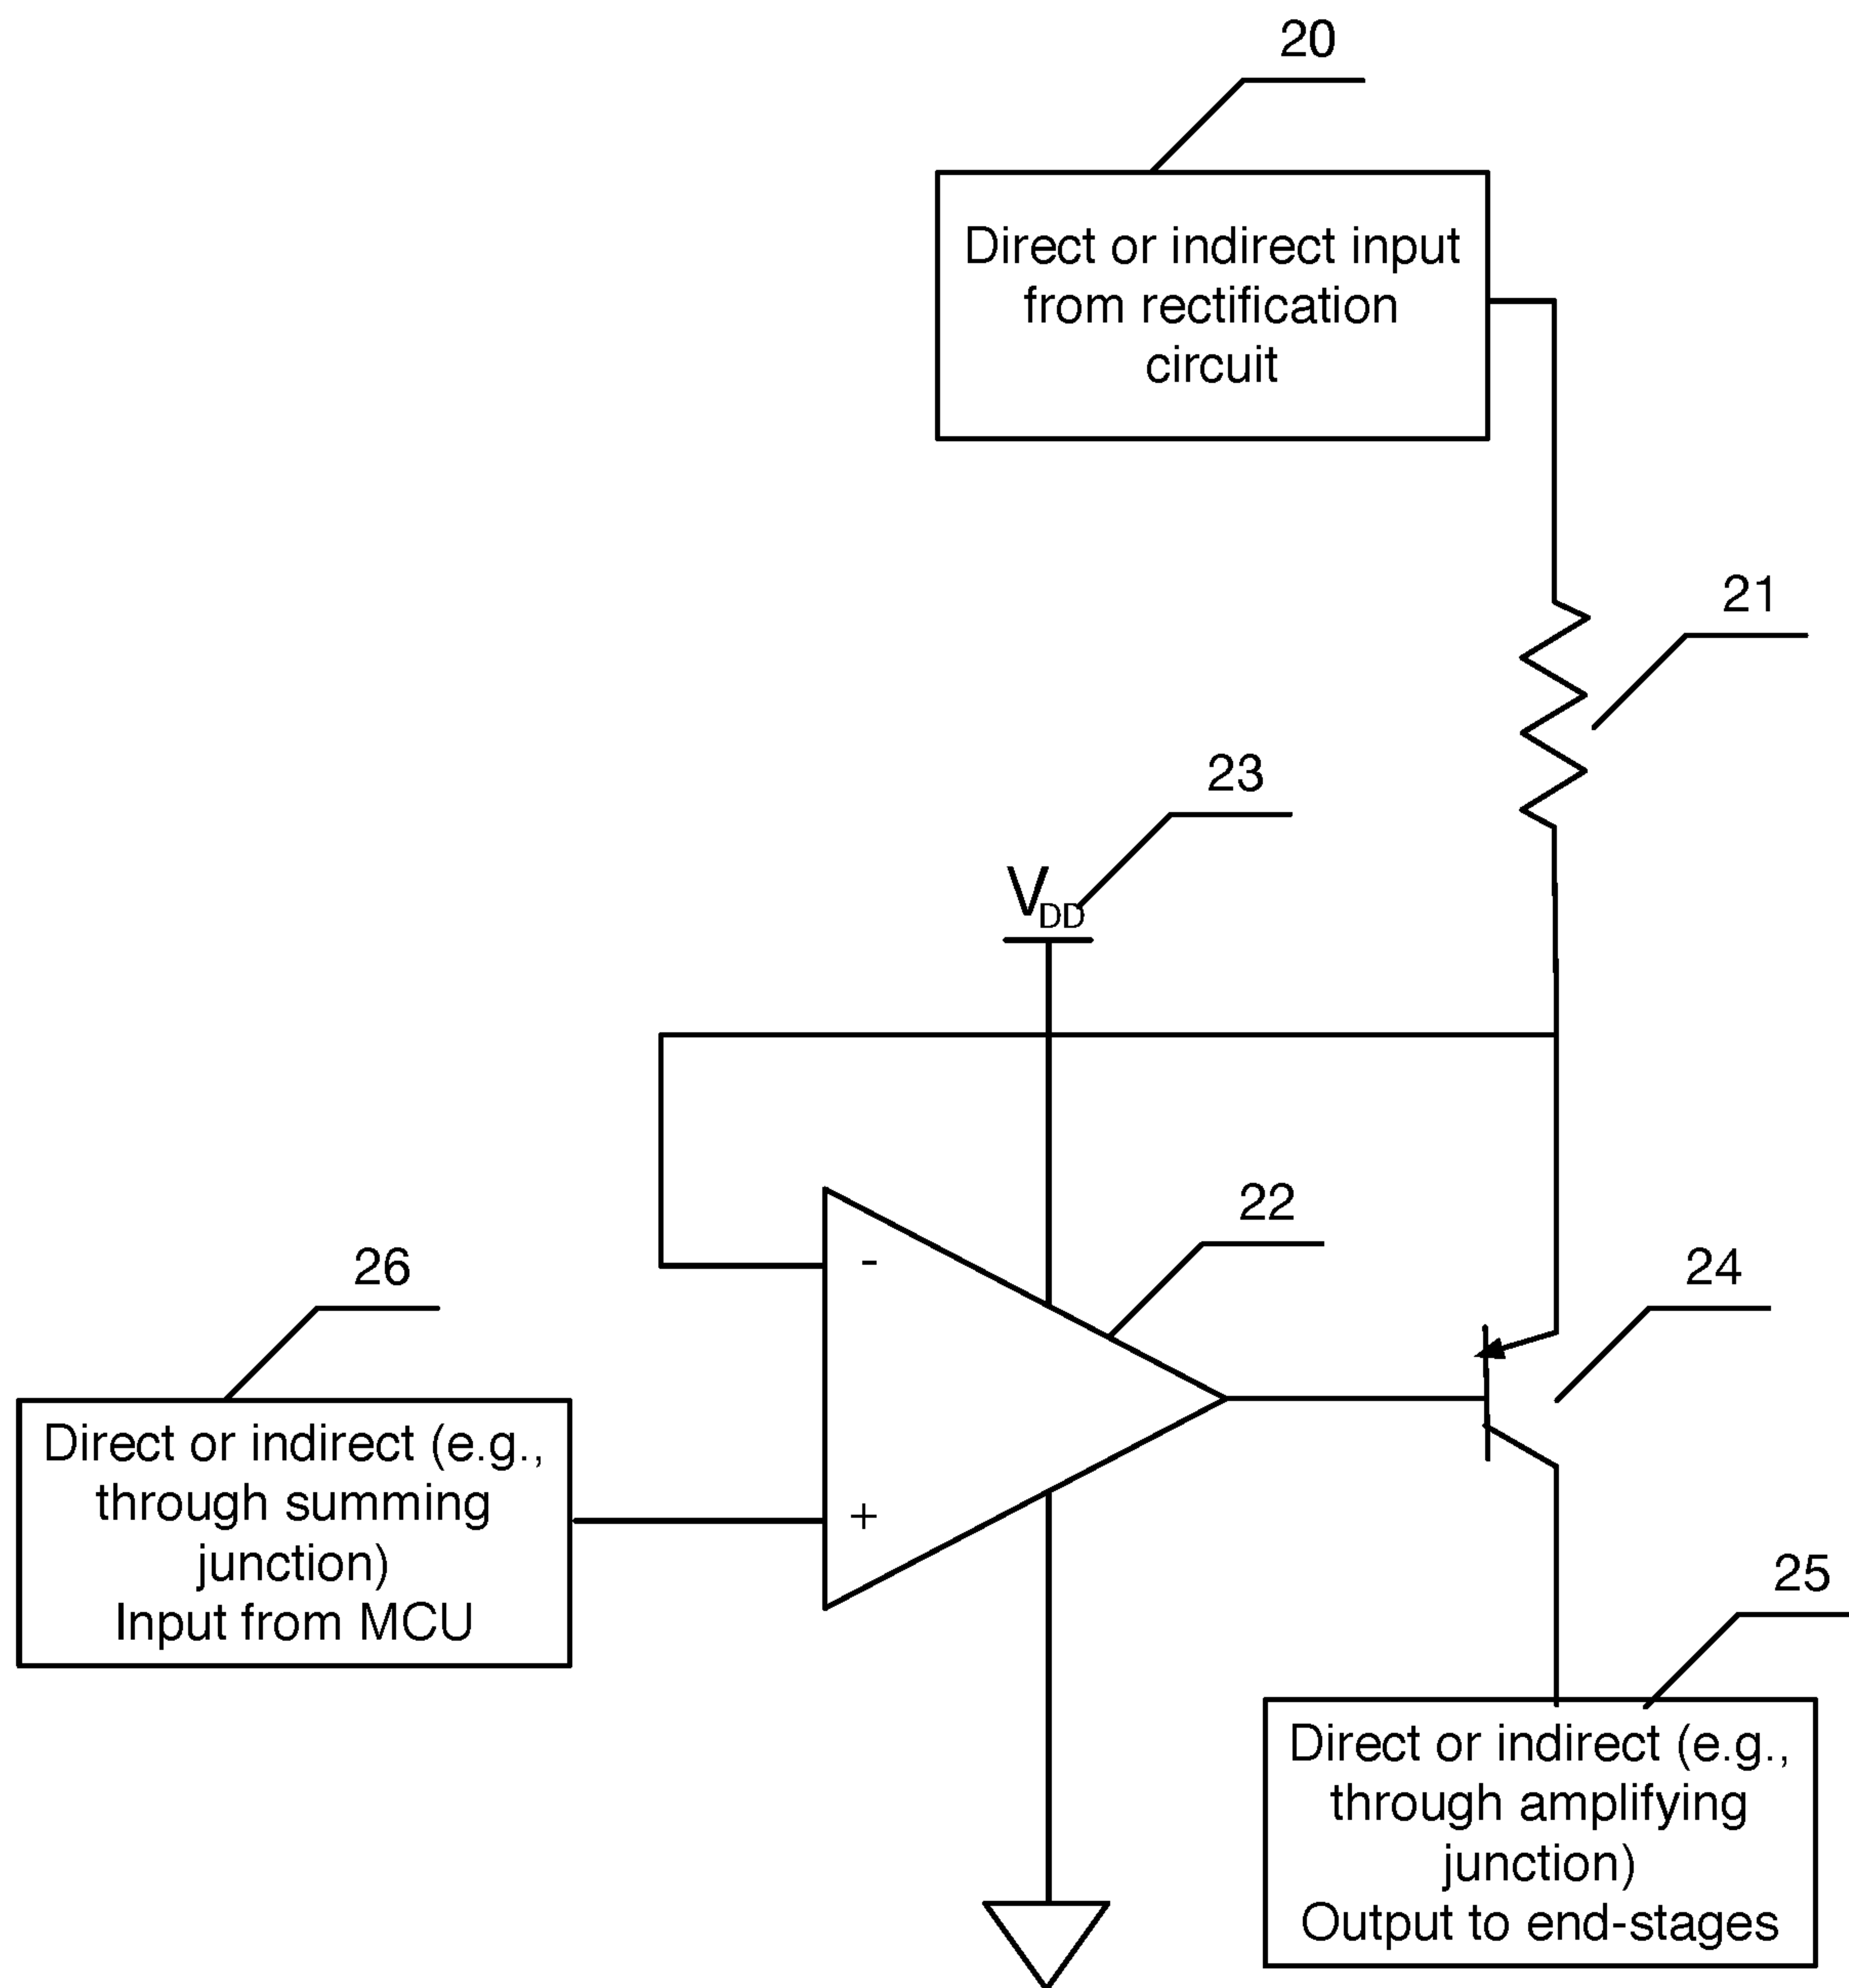 20
Direct or indirect input
from rectification
circuit
21
23
VDD
22
-
+
26
Direct or indirect (e.g.,
through summing
junction)
Input from MCU
24
25
Direct or indirect (e.g.,
through amplifying
junction)
Output to end-stages